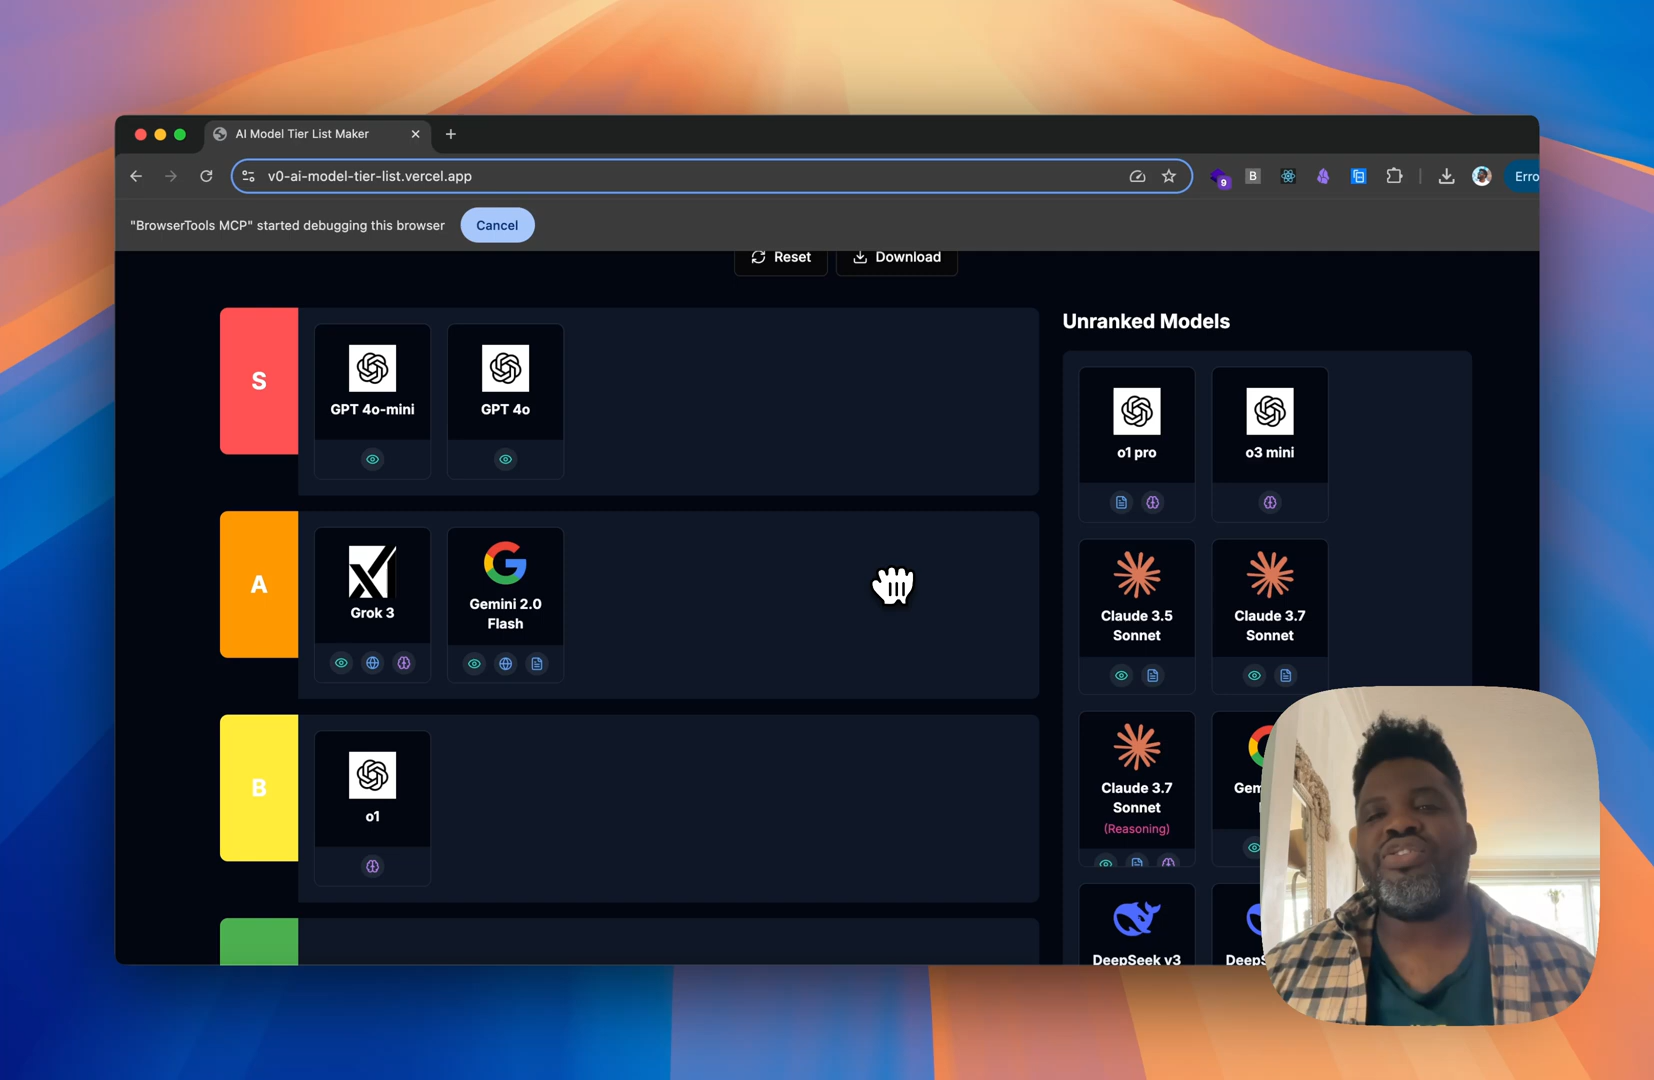 AI Model Tier List Maker
v0-ai-model-tier-list.vercel.app
9
B
Erro
"BrowserTools MCP" started debugging this browser
Cancel
Reset
Download
S
GPT 4o-mini
GPT 4o
A
Grok 3
Gemini 2.0
Flash
B
o1
Unranked Models
o1 pro
o3 mini
Claude 3.5
Sonnet
Claude 3.7
Sonnet
Claude 3.7
Sonnet
(Reasoning)
Gem
DeepSeek v3
DeepS